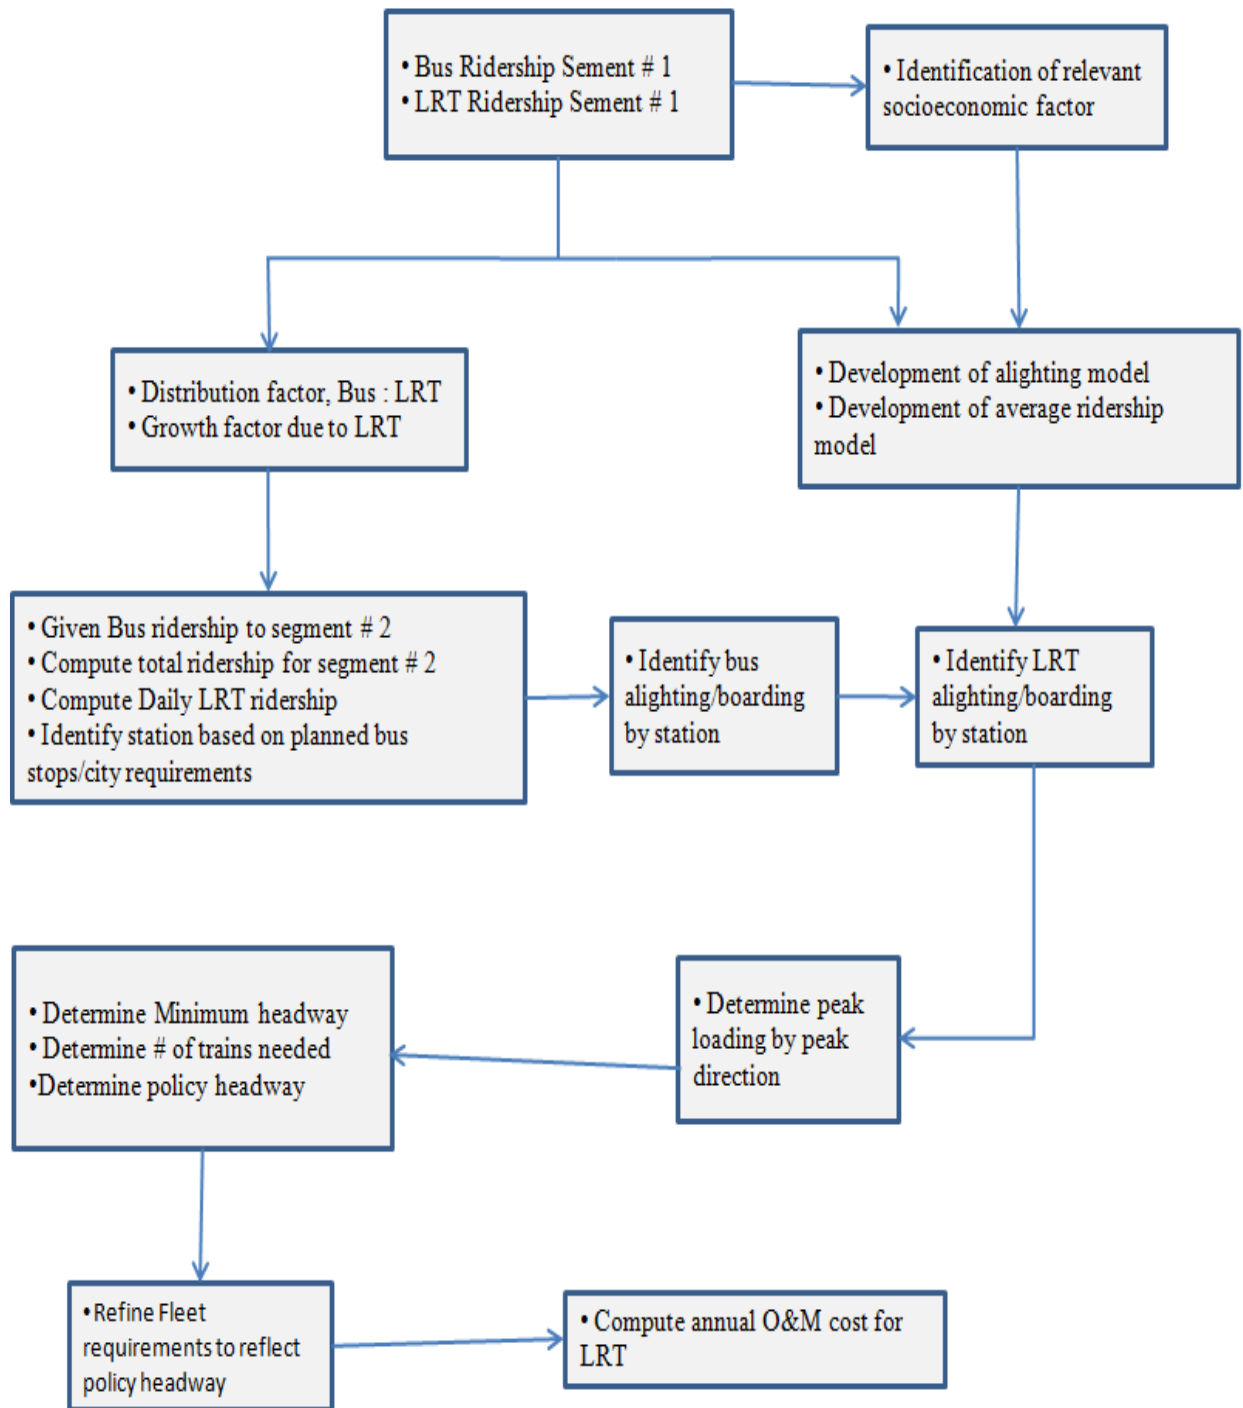 • Bus Ridership Sement # 1
• LRT Ridership Sement # 1
• Identification of relevant
socioeconomic factor
• Distribution factor, Bus : LRT
• Growth factor due to LRT
• Development of alighting model
• Development of average ridership
model
• Given Bus ridership to segment # 2
• Compute total ridership for segment # 2
• Compute Daily LRT ridership
• Identify station based on planned bus
stops/city requirements
• Identify bus
alighting/boarding
by station
• Identify LRT
alighting/boarding
by station
• Determine peak
loading by peak
direction
• Determine Minimum headway
• Determine # of trains needed
•Determine policy headway
• Refine Fleet
requirements to reflect
policy headway
• Compute annual O&M cost for
LRT